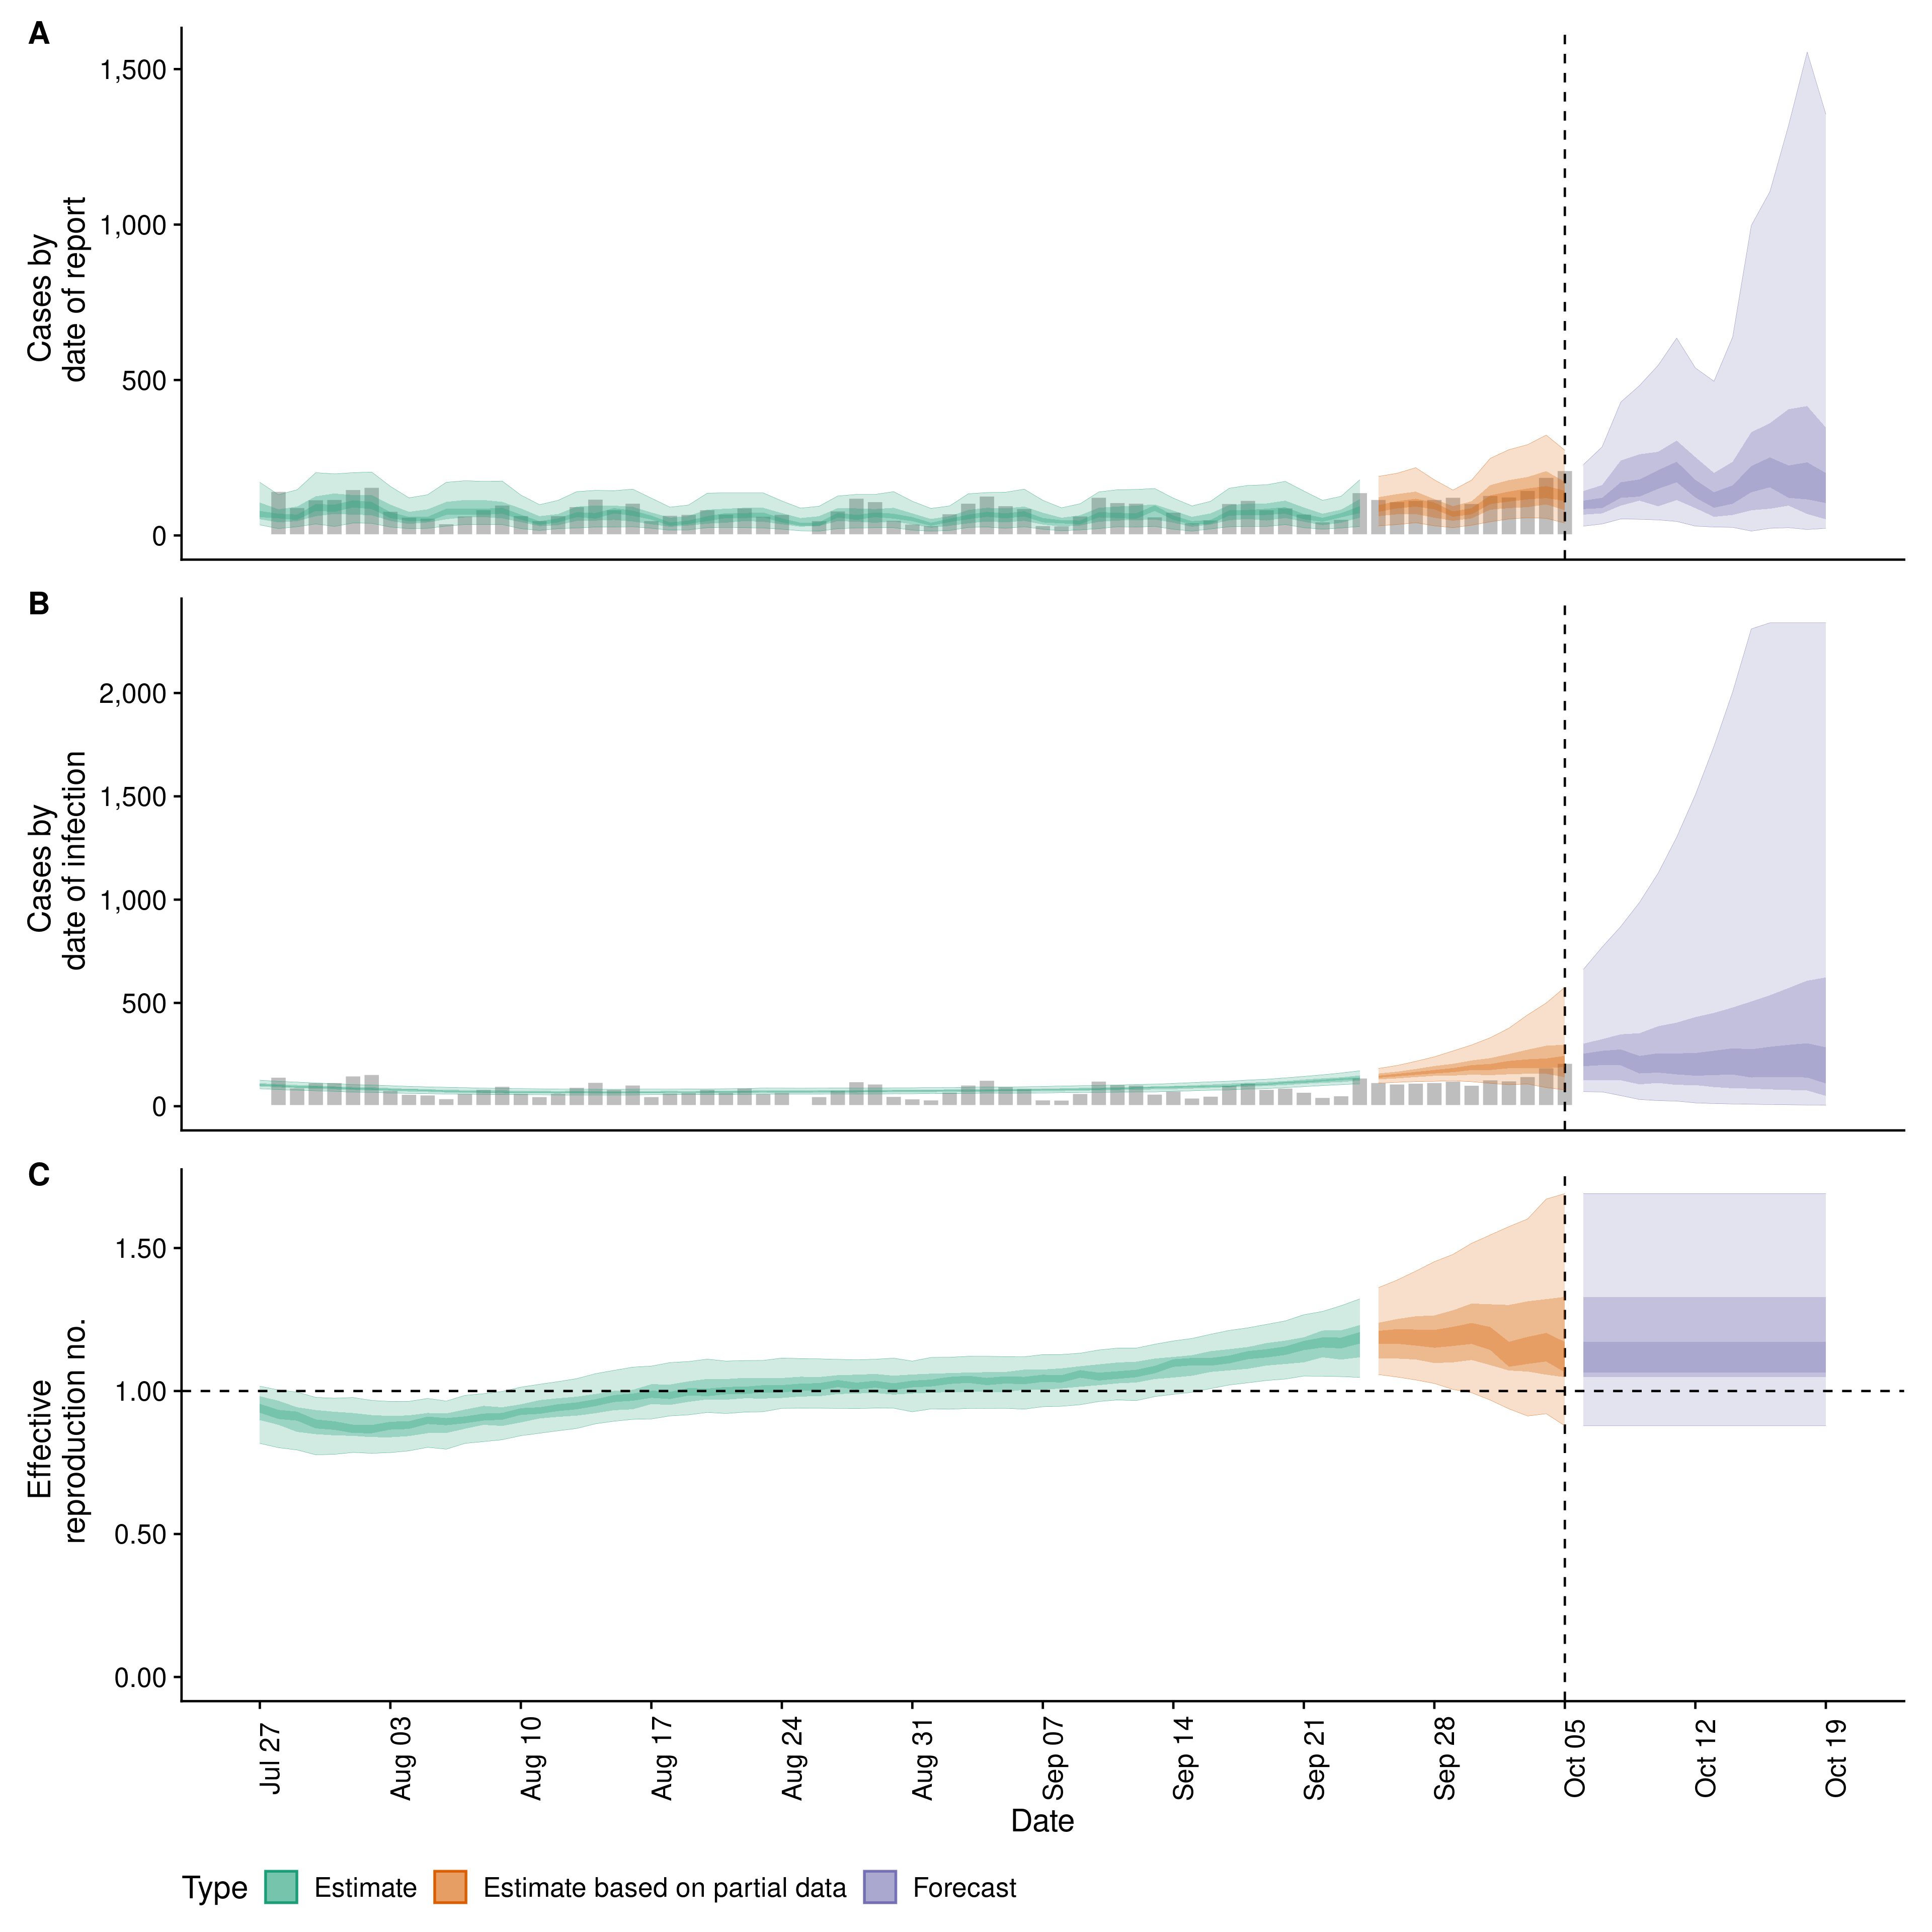 A
Cases by
date of report
1,500
1,000
500
0
B
Cases by
date of infection
2,000
1,500
1,000
500
0
C
Effective
reproduction no.
1.50
1.00
0.50
0.00
Jul 27
Aug 03
Aug 10
Aug 17
Aug 24
Aug 31
Sep 07
Sep 14
Sep 21
Sep 28
Oct 05
Oct 12
Oct 19
Date
Type Estimate Estimate based on partial data Forecast